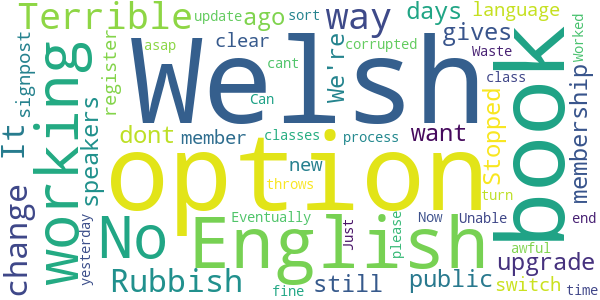 Terrible
update
ago
way
days
language
sort
signpost
register
asap
clear
cant
corrupted
We're
gives
Waste
Worked
Welsh
book
It
working
speakers
dont
member
Can
classes
process
want
class
Stopped
membership
new
throws
option
turn
change
yesterday
No
English
Eventually
Just
please
Now
Unable
end
awful
upgrade
Rubbish
fine
still
public
switch
time